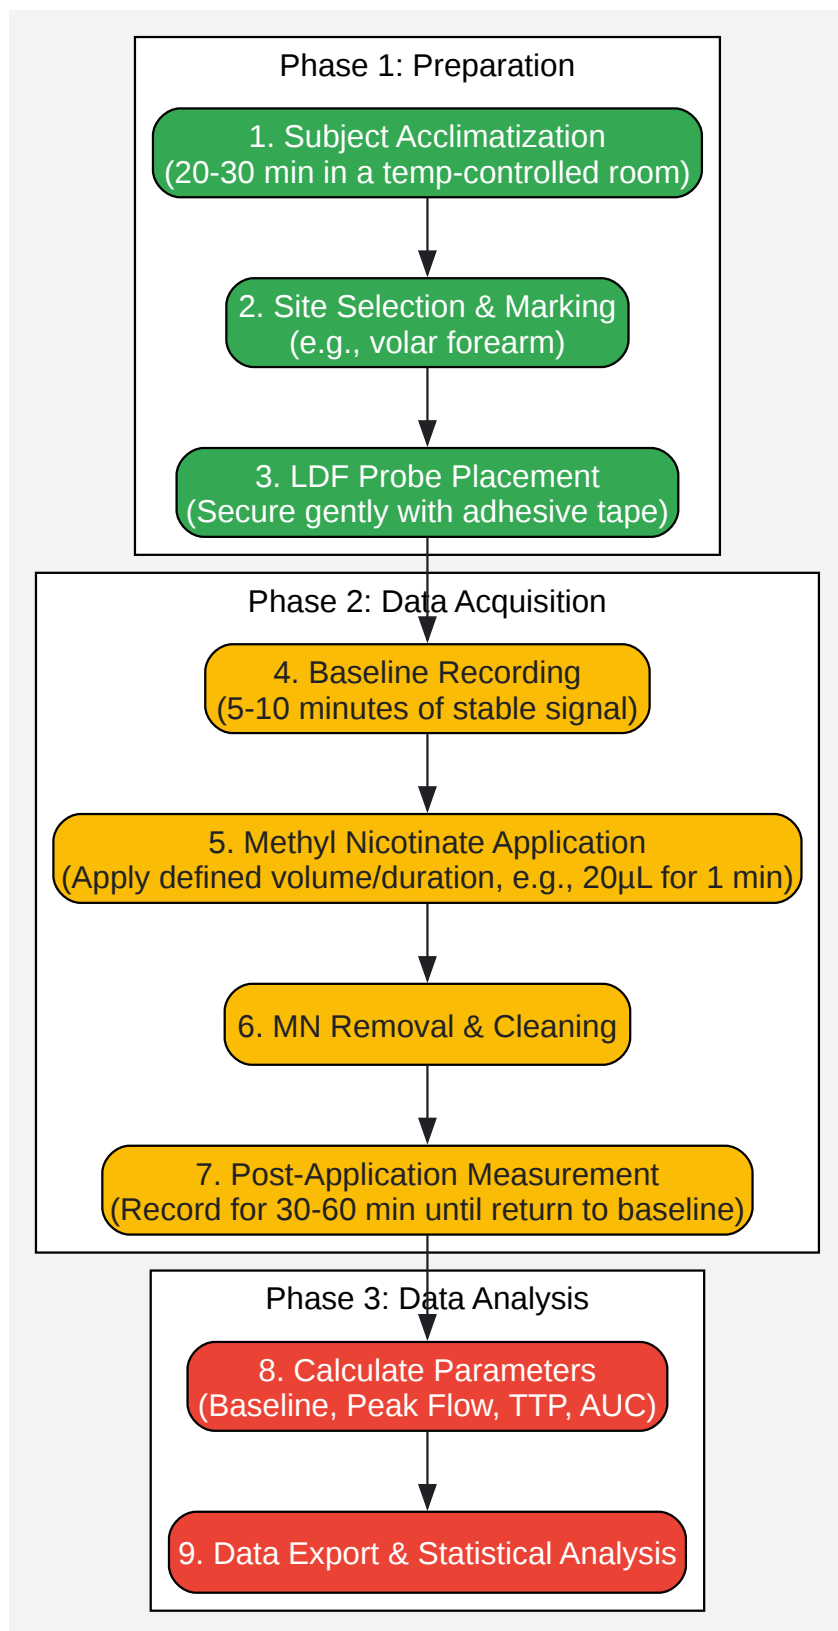 Phase 1: Preparation
1. Subject Acclimatization
(20-30 min in a temp-controlled room)
2. Site Selection & Marking
(e.g., volar forearm)
3. LDF Probe Placement
(Secure gently with adhesive tape)
Phase 2: Data Acquisition
4. Baseline Recording
(5-10 minutes of stable signal)
5. Methyl Nicotinate Application
(Apply defined volume/duration, e.g., 20µL for 1 min)
6. MN Removal & Cleaning
7. Post-Application Measurement
(Record for 30-60 min until return to baseline)
Phase 3: Data Analysis
8. Calculate Parameters
(Baseline, Peak Flow, TTP, AUC)
9. Data Export & Statistical Analysis